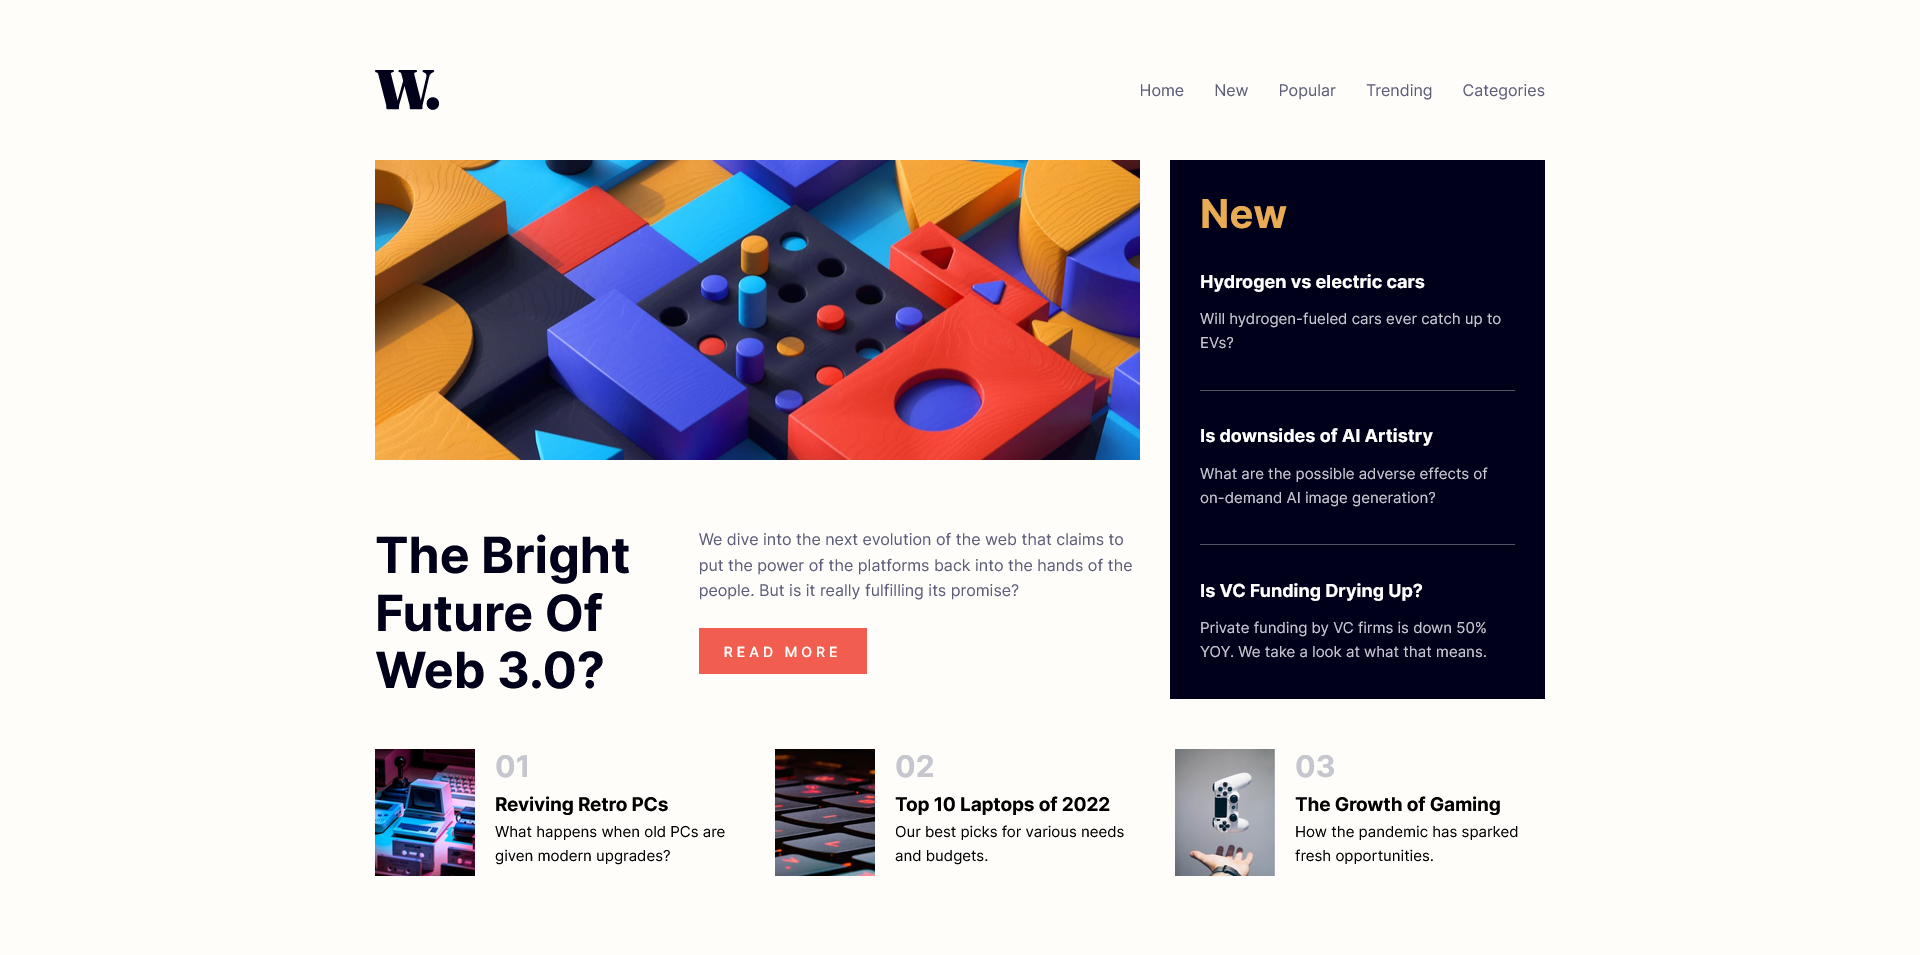 W.
Home
New
Popular
Trending
Categories
New
Hydrogen vs electric cars
Will hydrogen-fueled cars ever catch up to
EVs?
Is downsides of AI Artistry
What are the possible adverse effects of
on-demand AI image generation?
Is VC Funding Drying Up?
Private funding by VC firms is down 50%
YOY. We take a look at what that means.
The Bright
Future Of
Web 3.0?
We dive into the next evolution of the web that claims to
put the power of the platforms back into the hands of the
people. But is it really fulfilling its promise?
READ MORE
01
Reviving Retro PCs
What happens when old PCs are
given modern upgrades?
02
Top 10 Laptops of 2022
Our best picks for various needs
and budgets.
03
The Growth of Gaming
How the pandemic has sparked
fresh opportunities.